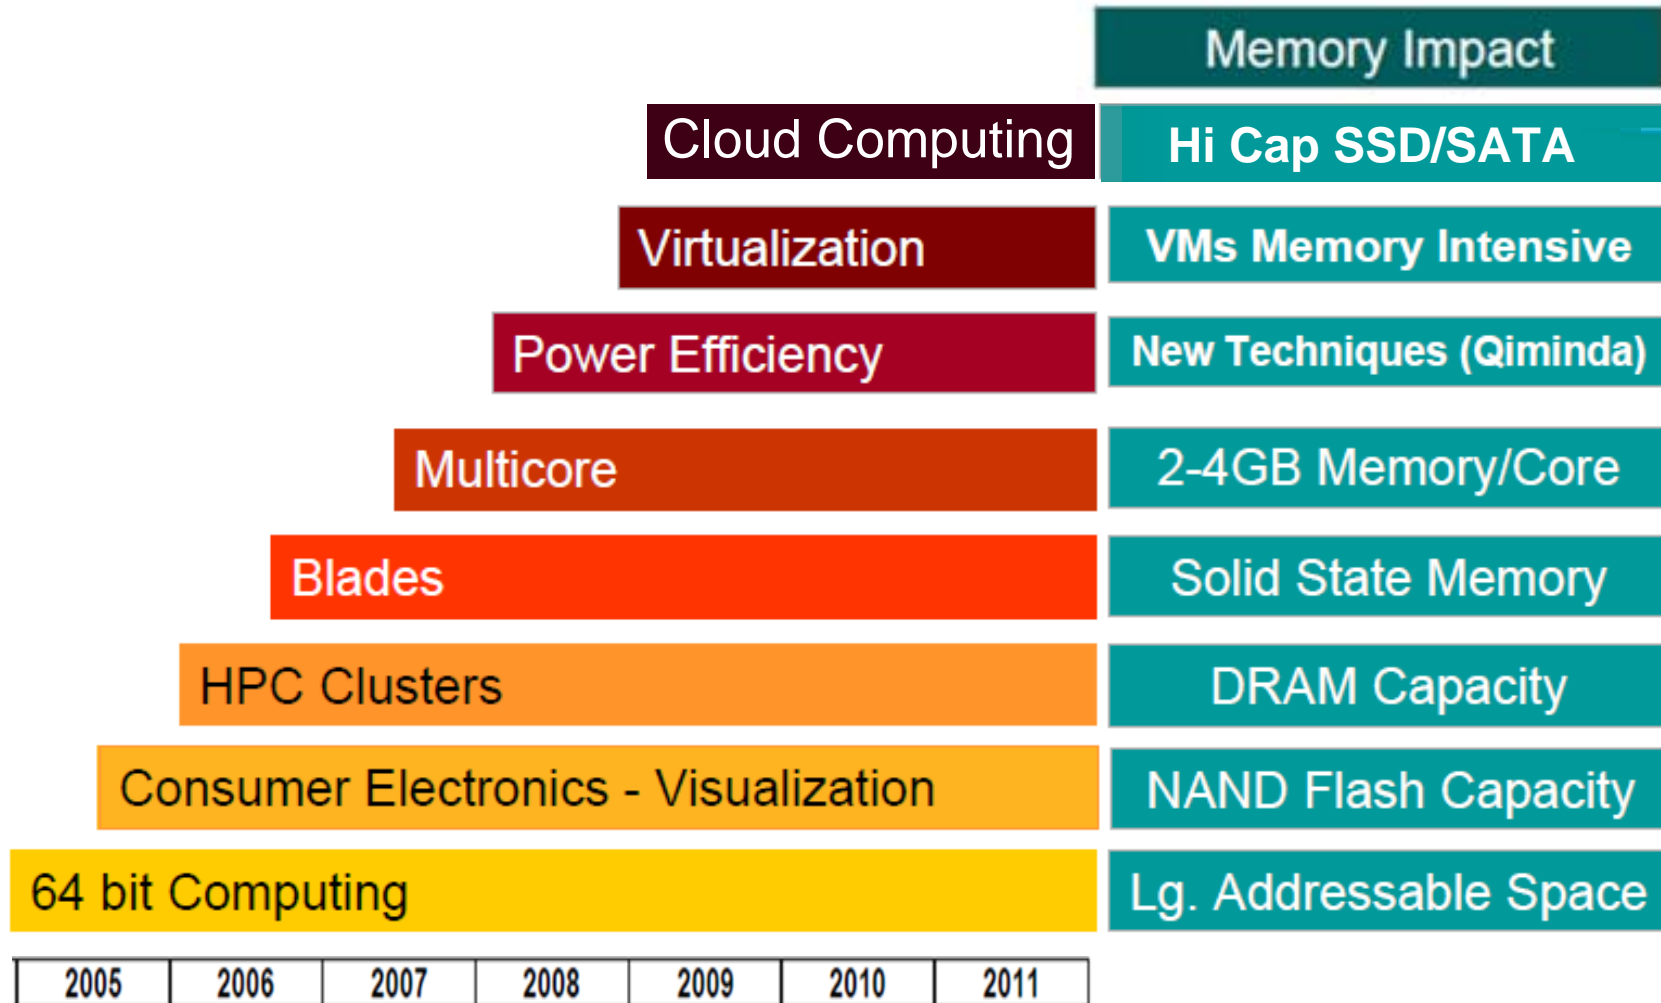 Memory Impact
Cloud Computing Hi Cap SSD/SATA
Virtualization VMs Memory Intensive
Power Efficiency New Techniques (Qiminda)
Multicore 2-4GB Memory/Core
Blades Solid State Memory
HPC Clusters DRAM Capacity
Consumer Electronics - Visualization NAND Flash Capacity
64 bit Computing Lg. Addressable Space
2005 2006 2007 2008 2009 2010 2011